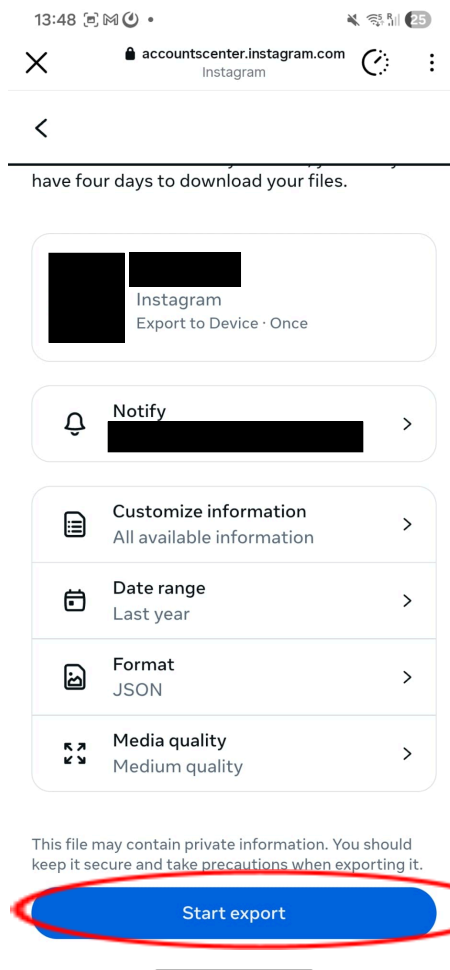 13:48
25
accountscenter.instagram.com
Instagram
have four days to download your files.
Instagram
Export to Device · Once
Notify
Customize information
All available information
Date range
Last year
Format
JSON
Media quality
Medium quality
This file may contain private information. You should
keep it secure and take precautions when exporting it.
Start export